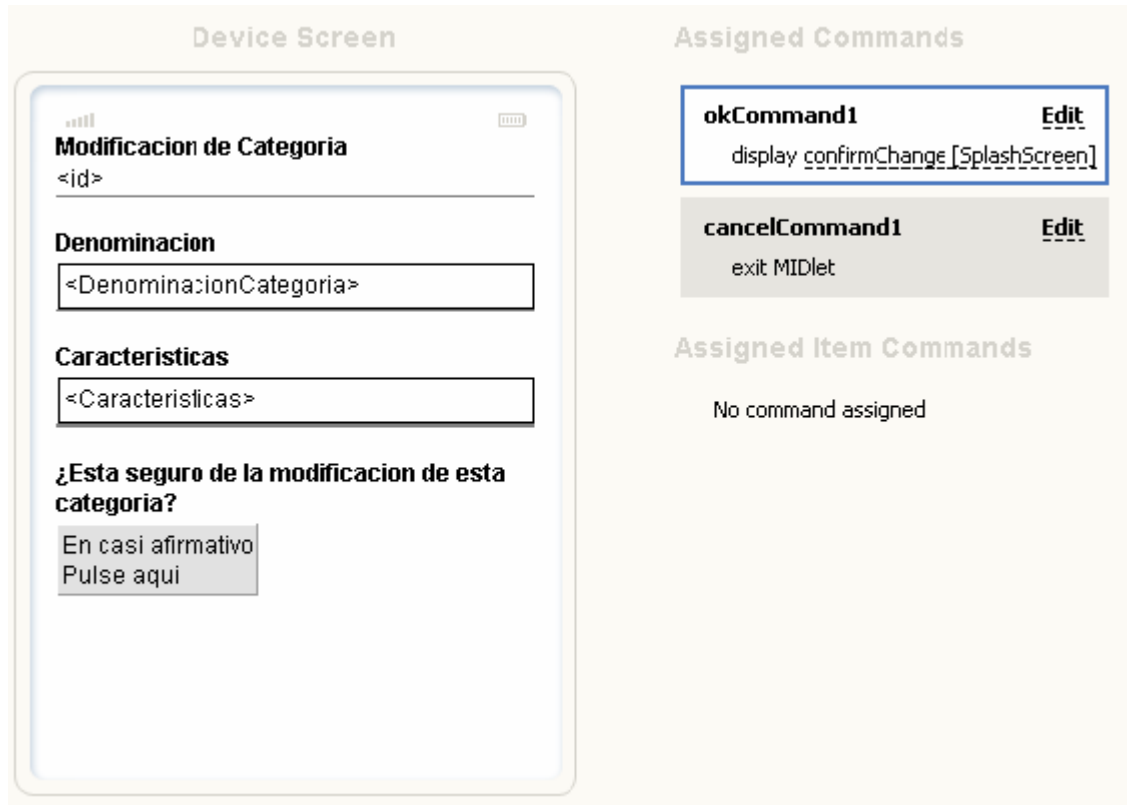 Device Screen
Modificacion de Categoria
<id>
Denominacion
<DenominacionCategoria>
Caracteristicas
<Caracteristicas>
¿Esta seguro de la modificacion de esta
categoria?
En casi afirmativo
Pulse aqui
Assigned Commands
okCommand1 Edit
display confirmChange [SplashScreen]
cancelCommand1 Edit
exit MIDlet
Assigned Item Commands
No command assigned